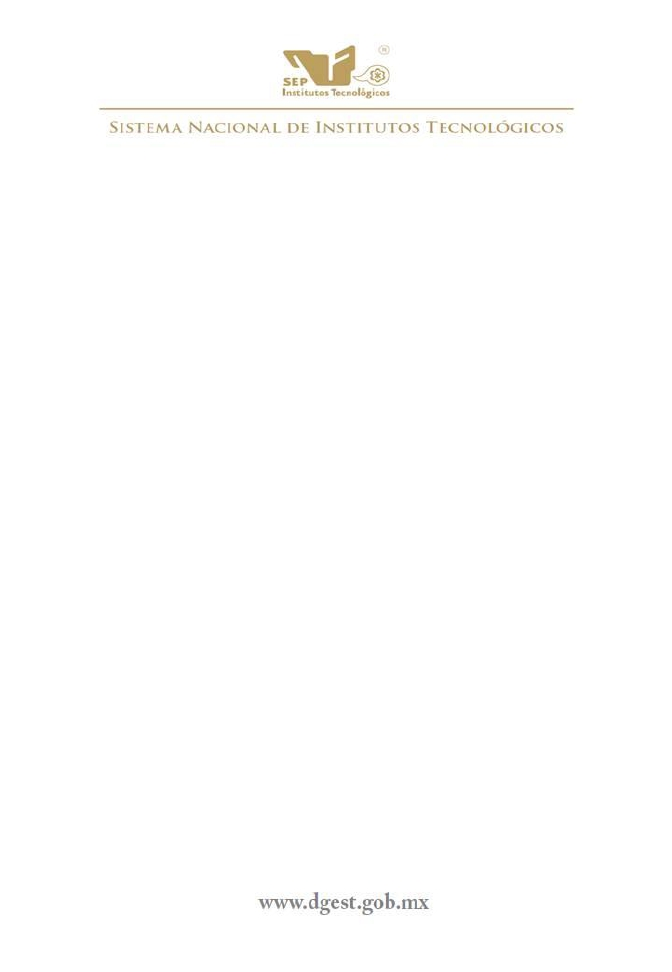 SEP
Institutos Tecnológicos
SISTEMA NACIONAL DE INSTITUTOS TECNOLÓGICOS
www.dgest.gob.mx